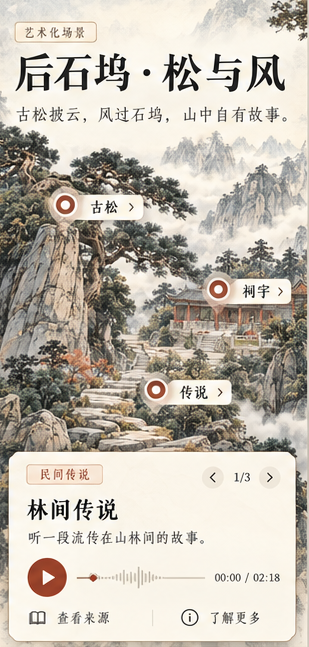 艺术化场景
后石坞·松与风
古松披云，风过石坞，山中自有故事。
古松
祠宇
传说
民间传说
1/3
林间传说
听一段流传在山林间的故事。
00:00 / 02:18
查看来源
了解更多